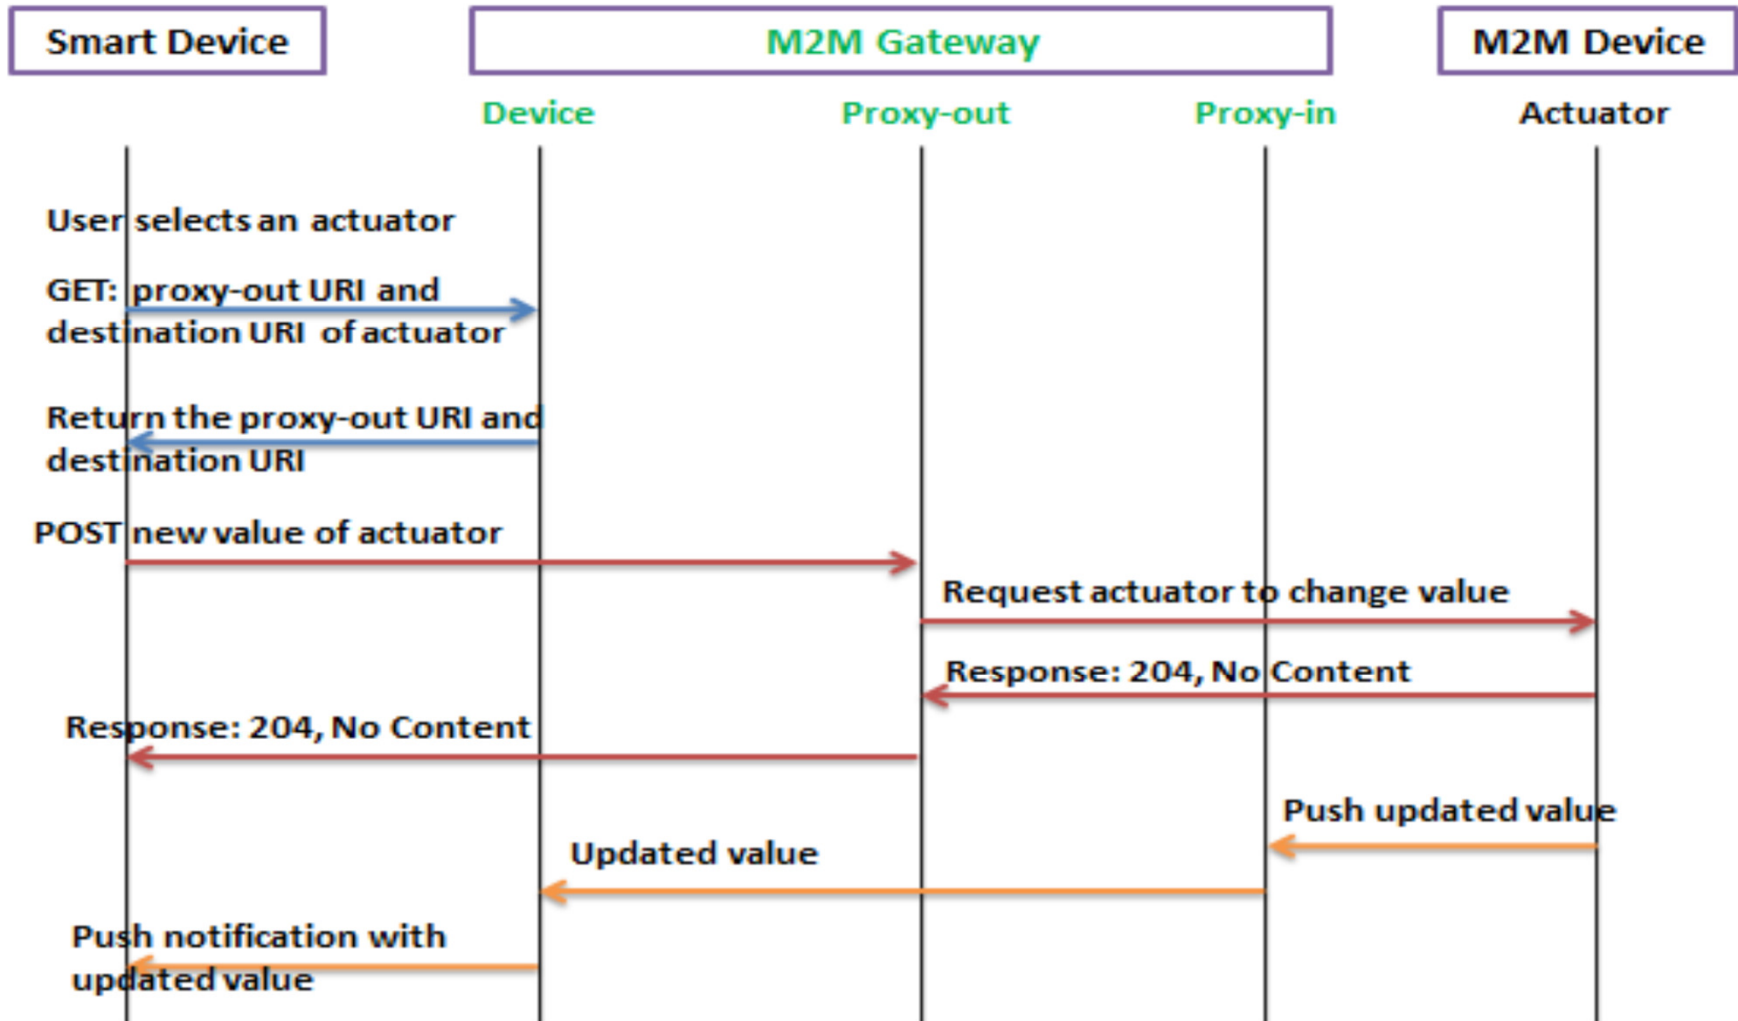 Smart Device
M2M Gateway
M2M Device
Device
Proxy-out
Proxy-in
Actuator
User selects an actuator
GET: proxy-out URI and
destination URI of actuator
Return the proxy-out URI and
destination URI
POST new value of actuator
Request actuator to change value
Response: 204, No Content
Response: 204, No Content
Push updated value
Updated value
Push notification with
updated value